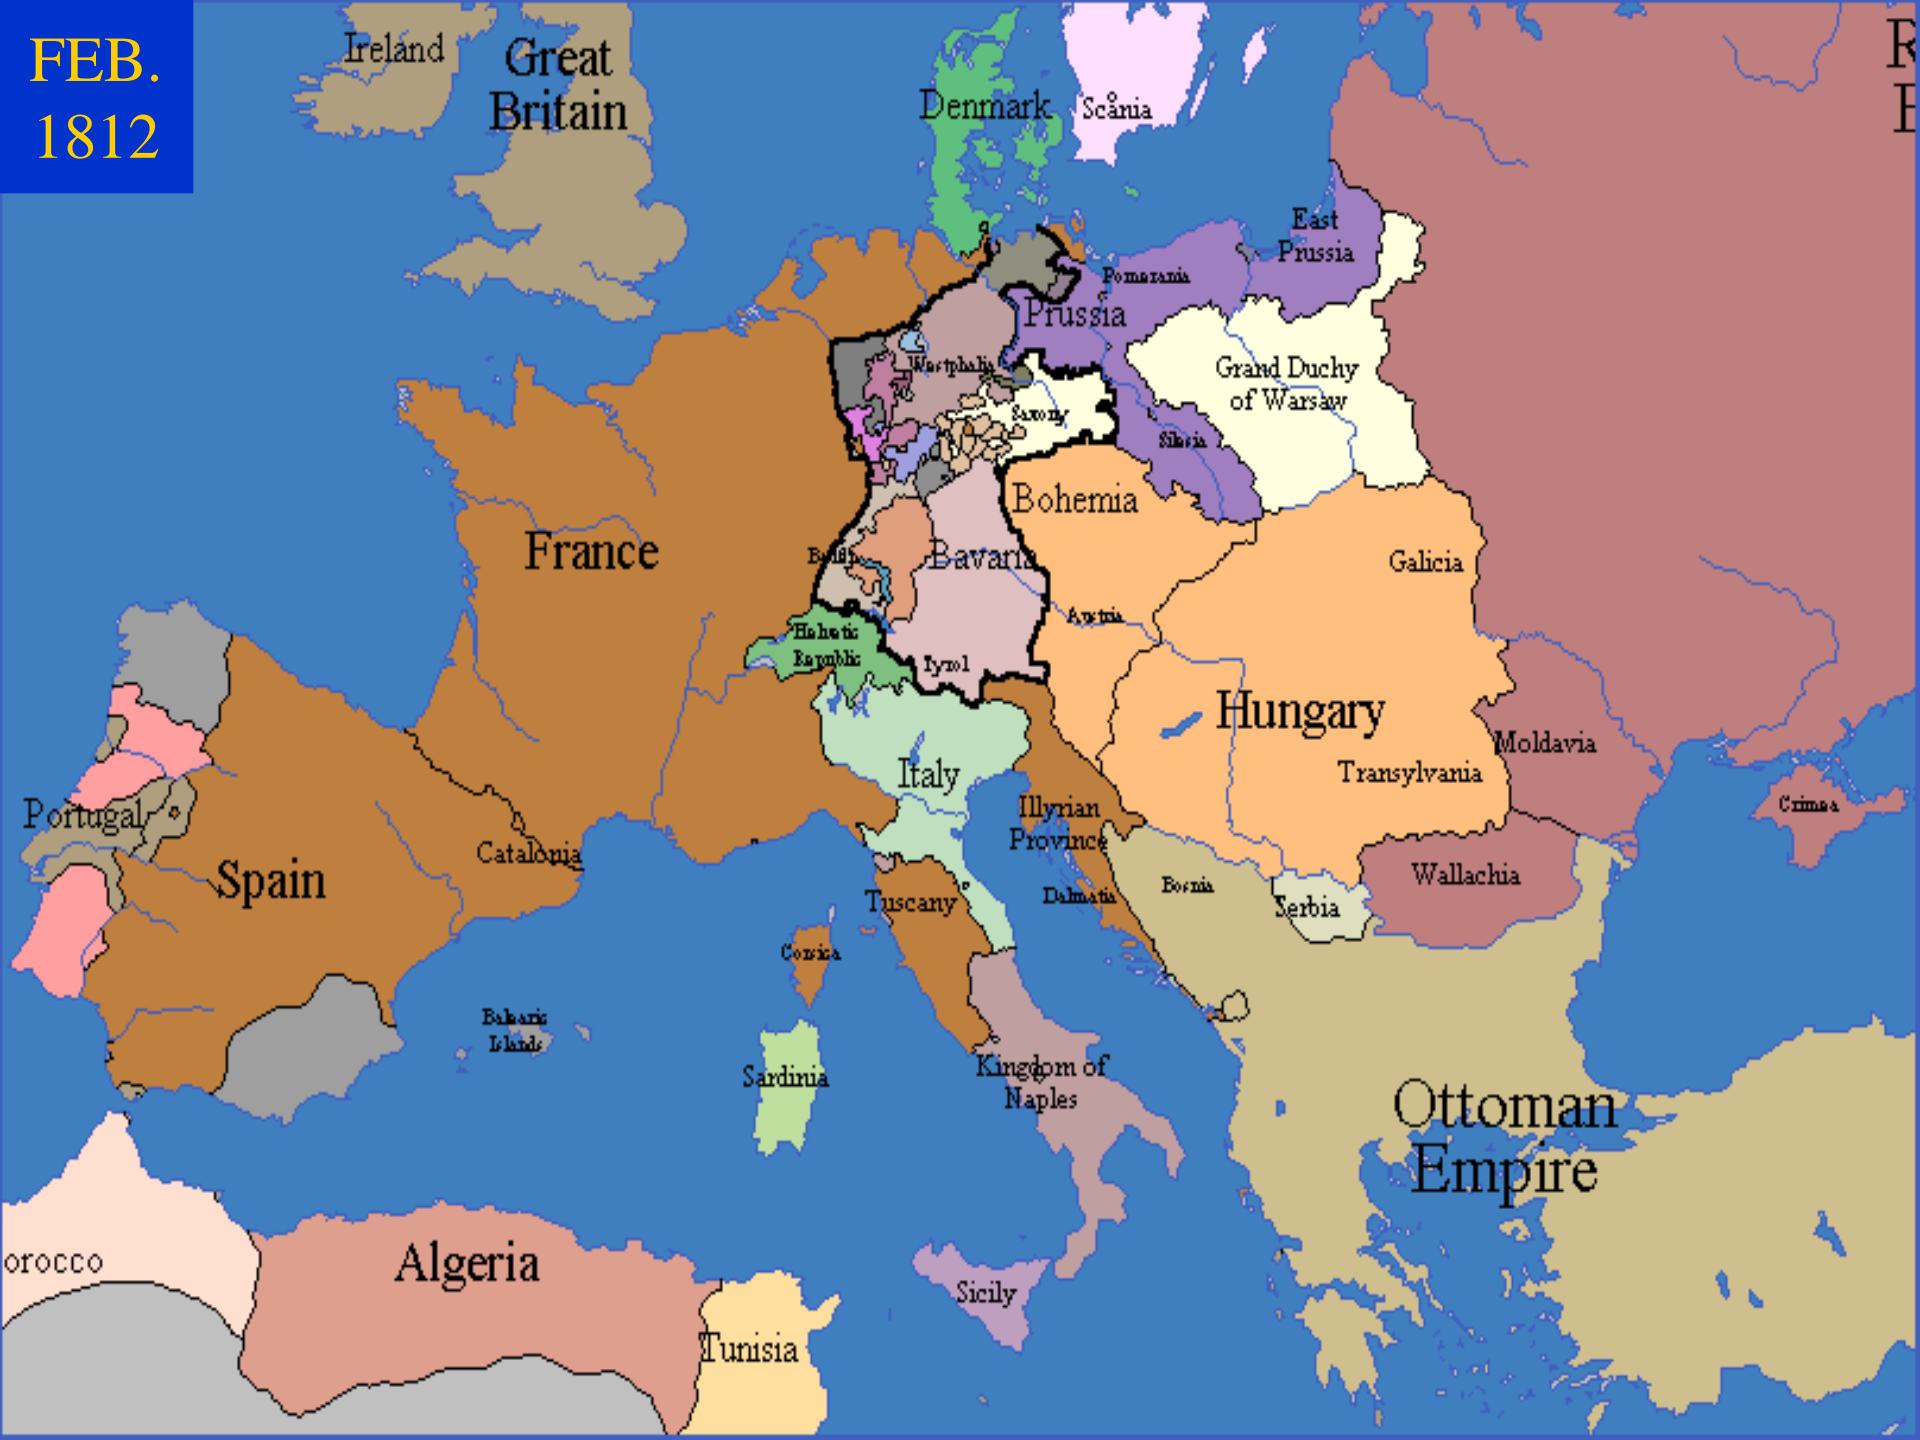 FEB.
1812
Ireland
Great
Britain
Denmark
Scånia
R
E
East
Prussia
Pomerania
Prussia
Grand Duchy
of Warsaw
Westphalia
Saxony
Silesia
Bohemia
Galicia
France
Bavaria
Austria
Helvetic
Republic
Tyrol
Hungary
Moldavia
Transylvania
Italy
Illyrian
Province
Crimea
Portugal
Catalonia
Spain
Wallachia
Bosnia
Serbia
Tuscany
Dalmatia
Corsica
Balearic
Islands
Sardinia
Kingdom of
Naples
Ottoman
Empire
orocco
Algeria
Sicily
Tunisia